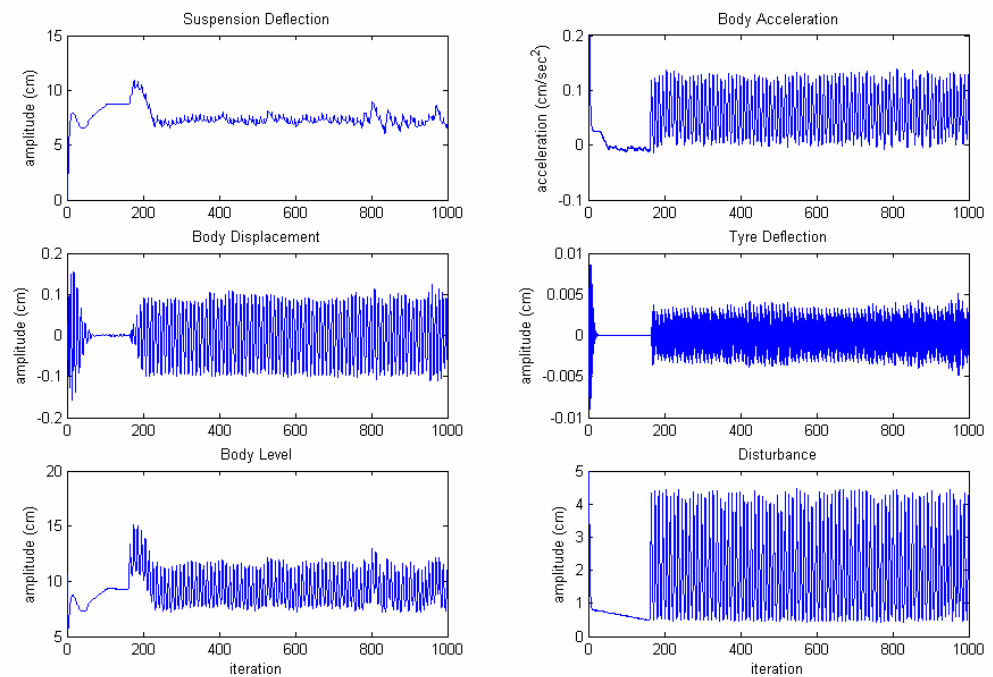 Suspension Deflection
15
10
5
0
amplitude (cm)
0 200 400 600 800 1000
Body Acceleration
0.2
0.1
0
-0.1
acceleration (cm/sec²)
0 200 400 600 800 1000
Body Displacement
0.2
0.1
0
-0.1
-0.2
amplitude (cm)
0 200 400 600 800 1000
Tyre Deflection
0.01
0.005
0
-0.005
-0.01
amplitude (cm)
0 200 400 600 800 1000
Body Level
20
15
10
5
amplitude (cm)
0 200 400 600 800 1000
iteration
Disturbance
5
4
3
2
1
0
amplitude (cm)
0 200 400 600 800 1000
iteration